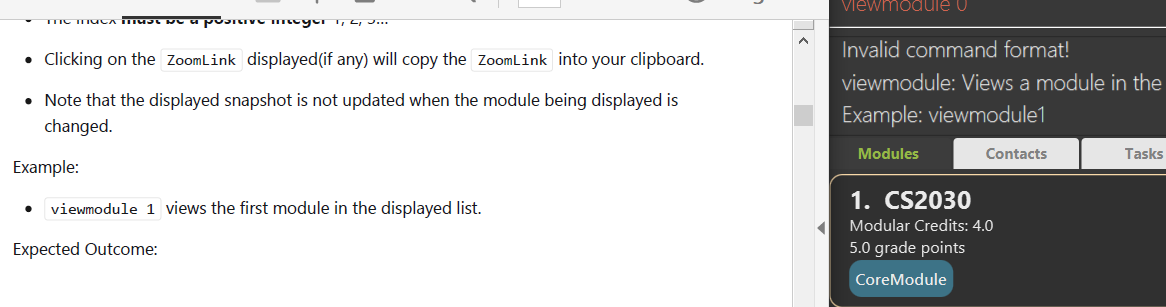 The index must be a positive integer 1, 2, 3...
Clicking on the ZoomLink displayed(if any) will copy the ZoomLink into your clipboard.
Note that the displayed snapshot is not updated when the module being displayed is
changed.
Example:
viewmodule 1 views the first module in the displayed list.
Expected Outcome:
viewmodule 0
Invalid command format!
viewmodule: Views a module in the
Example: viewmodule1
Modules
Contacts
Tasks
1. CS2030
Modular Credits: 4.0
5.0 grade points
CoreModule